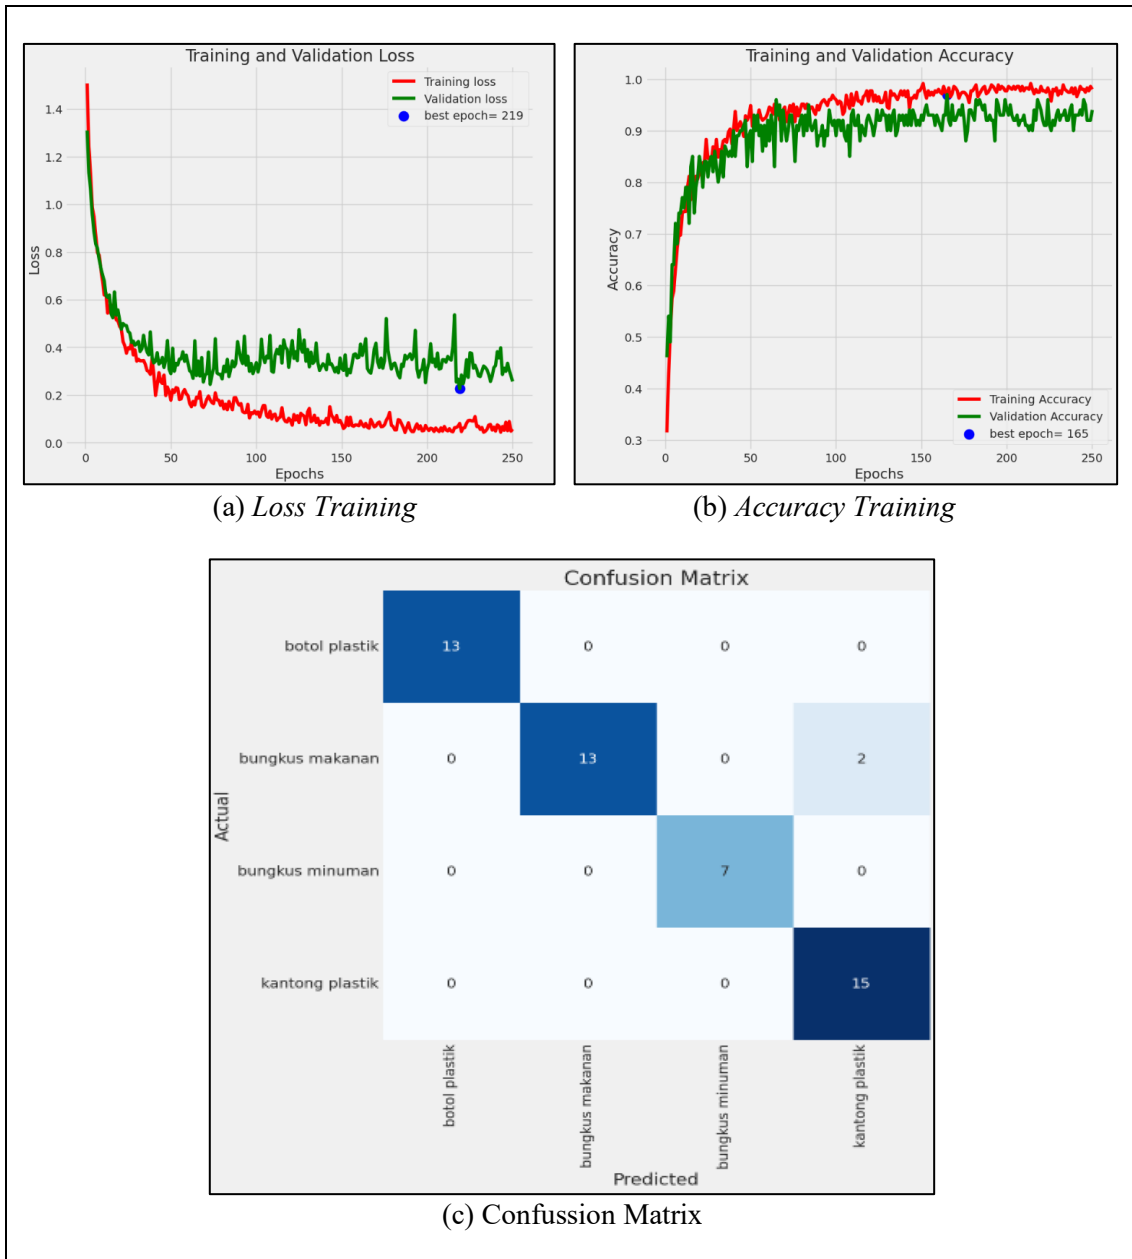 Training and Validation Loss
Training loss
Validation loss
best epoch= 219
1.4
1.2
1.0
0.8
0.6
0.4
0.2
0.0
Loss
0 50 100 150 200 250
Epochs
(a) Loss Training
Training and Validation Accuracy
1.0
0.9
0.8
0.7
0.6
0.5
0.4
0.3
Accuracy
Training Accuracy
Validation Accuracy
best epoch= 165
0 50 100 150 200 250
Epochs
(b) Accuracy Training
Confusion Matrix
Actual
botol plastik 13 0 0 0
bungkus makanan 0 13 0 2
bungkus minuman 0 0 7 0
kantong plastik 0 0 0 15
botol plastik
bungkus makanan
bungkus minuman
kantong plastik
Predicted
(c) Confussion Matrix